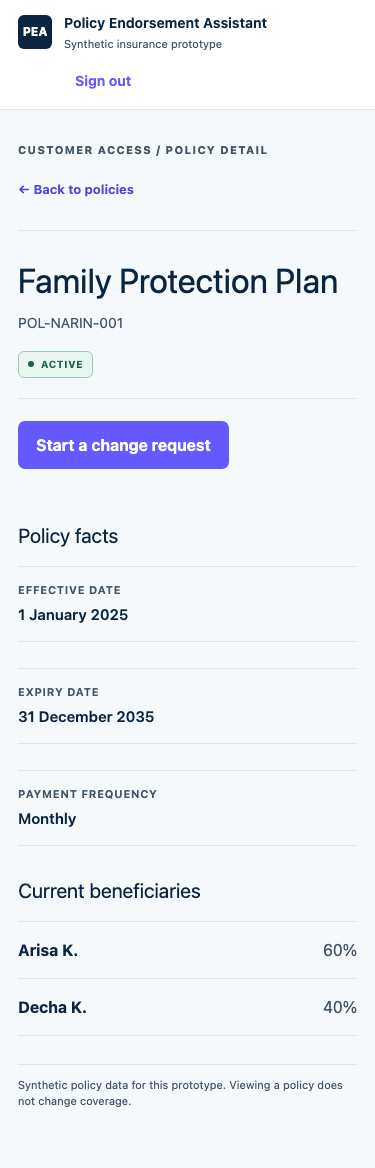 PEA
Policy Endorsement Assistant
Synthetic insurance prototype
Sign out
CUSTOMER ACCESS / POLICY DETAIL
← Back to policies
Family Protection Plan
POL-NARIN-001
ACTIVE
Start a change request
Policy facts
EFFECTIVE DATE
1 January 2025
EXPIRY DATE
31 December 2035
PAYMENT FREQUENCY
Monthly
Current beneficiaries
Arisa K. 60%
Decha K. 40%
Synthetic policy data for this prototype. Viewing a policy does
not change coverage.